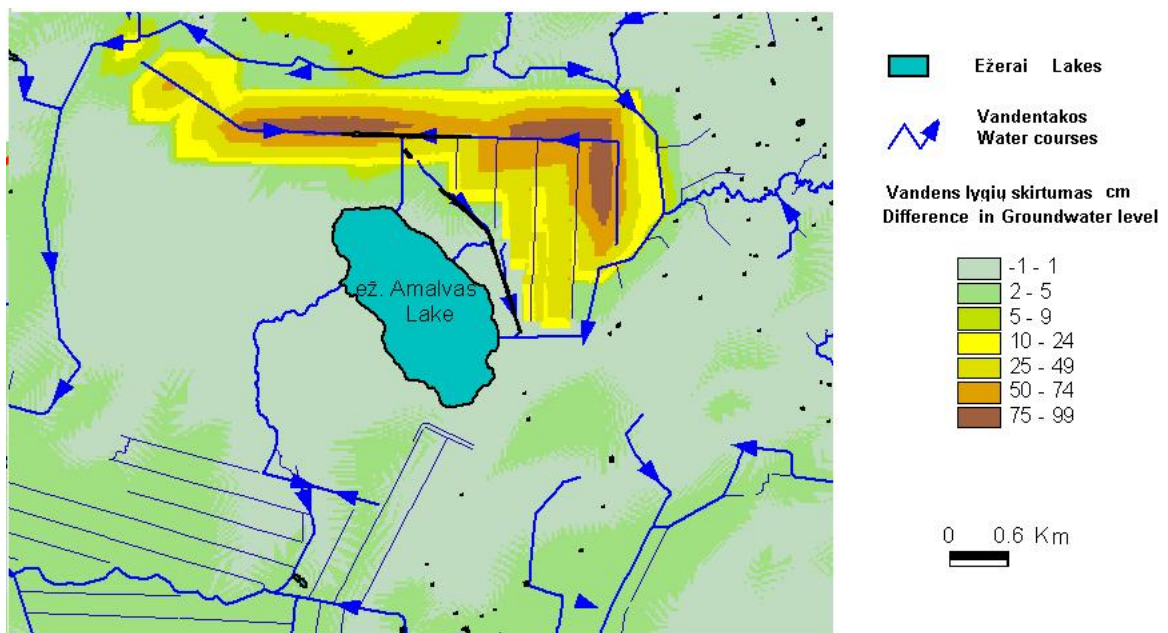 ež. Amalvas
Lake
Ežerai Lakes
Vandentakos
Water courses
Vandens lygių skirtumas cm
Difference in Groundwater level
-1 - 1
2 - 5
5 - 9
10 - 24
25 - 49
50 - 74
75 - 99
0 0.6 Km